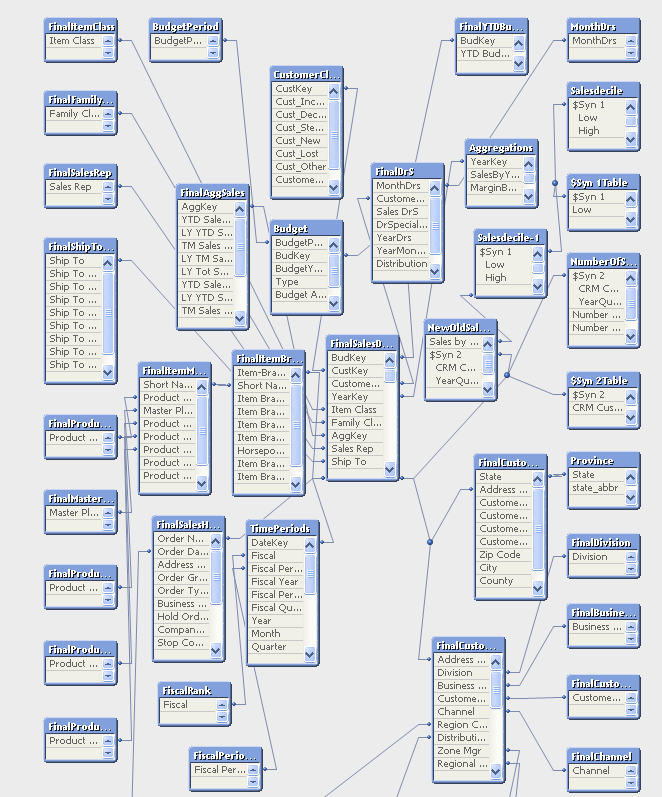 FinalItemClass
Item Class
BudgetPeriod
BudgetP...
FinalYTDBu...
BudKey
YTD Bud...
MonthDrs
MonthDrs
FinalFamily...
Family Cl...
CustomerCl...
CustKey
Cust_Inc...
Cust_Dec...
Cust_Ste...
Cust_New
Cust_Lost
Cust_Other
Custome...
Salesdecile
$Syn 1
Low
High
Aggregations
YearKey
SalesByY...
MarginB...
FinalSalesRep
Sales Rep
FinalAggSales
AggKey
YTD Sale...
LY YTD S...
TM Sales ...
LY TM Sa...
LY Tot S...
YTD Sale...
LY YTD S...
TM Sales ...
FinalDrS
MonthDrs
Custome...
Sales DrS
DrSpecial...
YearDrs
YearMon...
Distribution
$Syn 1Table
$Syn 1
Low
FinalShipTo...
Ship To
Ship To ...
Ship To ...
Ship To ...
Ship To ...
Ship To ...
Ship To ...
Ship To ...
Ship To ...
Budget
BudgetP...
BudKey
BudgetY...
Type
Budget A...
Salesdecile-1
$Syn 1
Low
High
NumberOfS...
$Syn 2
CRM C...
YearQu...
Number ...
Number ...
NewOldSal...
Sales by ...
$Syn 2
CRM C...
YearQu...
FinalItemM...
Short Na...
Product ...
Master Pl...
Product ...
Product ...
Product ...
Product ...
Product ...
FinalItemBr...
Item-Bra...
Short Na...
Item Bra...
Item Bra...
Item Bra...
Item Bra...
Horsepo...
Item Bra...
Item Bra...
FinalSalesD...
BudKey
CustKey
Custome...
YearKey
Item Class
Family Cl...
AggKey
Sales Rep
Ship To
$Syn 2Table
$Syn 2
CRM Cus...
FinalProdu...
Product ...
FinalMaster...
Master Pl...
FinalCusto...
State
Address ...
Custome...
Custome...
Custome...
Custome...
Zip Code
City
County
Province
State
state_abbr
FinalSalesH...
Order N...
Order Da...
Address ...
Order Gr...
Order Ty...
Business ...
Hold Ord...
Compan...
Stop Co...
TimePeriods
DateKey
Fiscal
Fiscal Per...
Fiscal Year
Fiscal Per...
Fiscal Qu...
Year
Month
Quarter
FinalDivision
Division
FinalProdu...
Product ...
FinalBusine...
Business ...
FinalProdu...
Product ...
FinalCusto...
Address ...
Division
Business ...
Custome...
Channel
Region C...
Distributi...
Zone Mgr
Regional ...
FinalCusto...
Custome...
FiscalRank
Fiscal
FinalProdu...
Product ...
FiscalPerio...
Fiscal Per...
FinalChannel
Channel